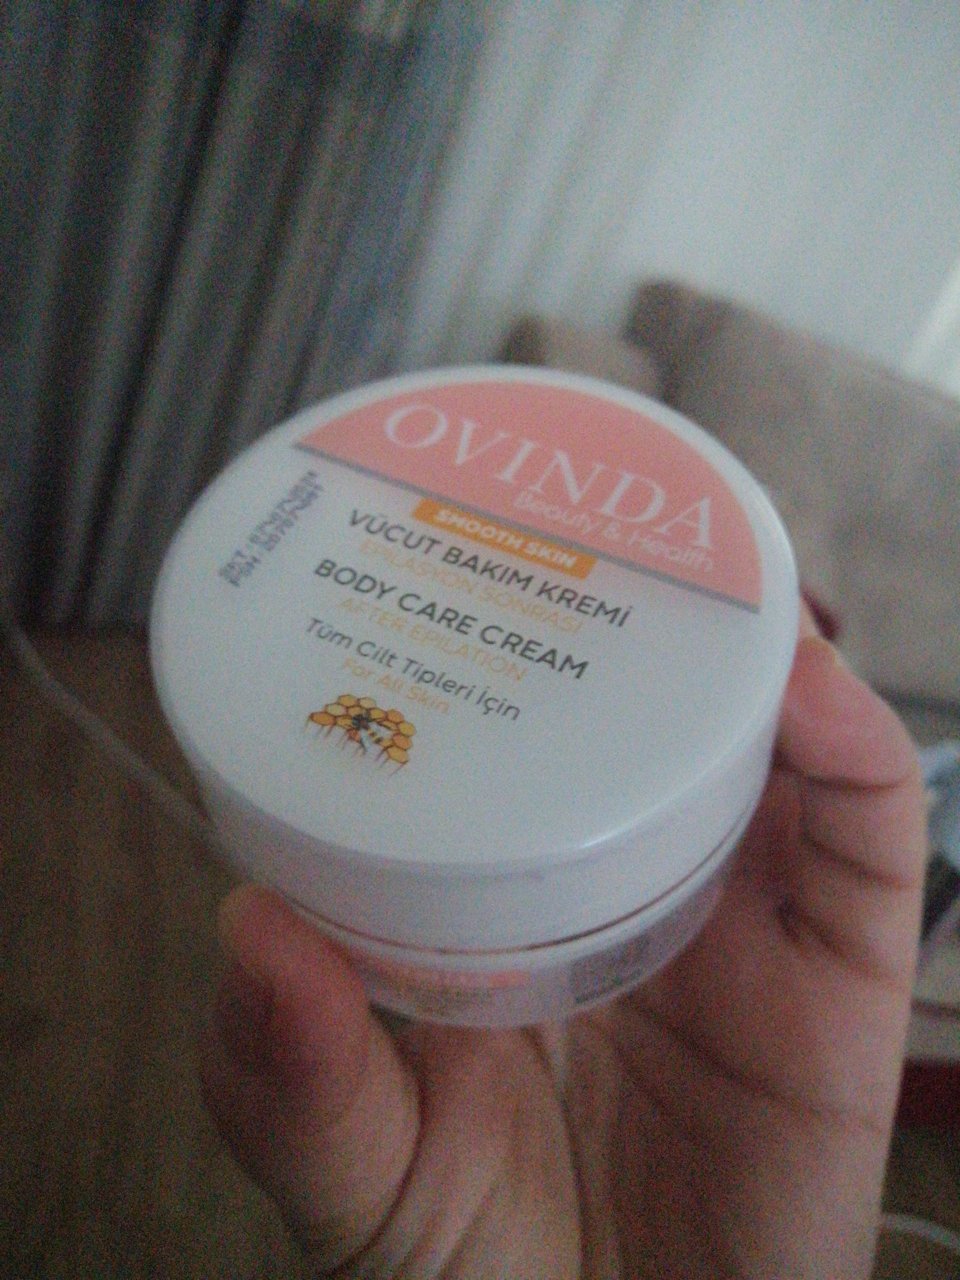 OVINDA
Beauty & Health
SMOOTH SKIN
VÜCUT BAKIM KREMİ
EPİLASYON SONRASI
BODY CARE CREAM
AFTER EPILATION
Tüm Cilt Tipleri İçin
For All Skin